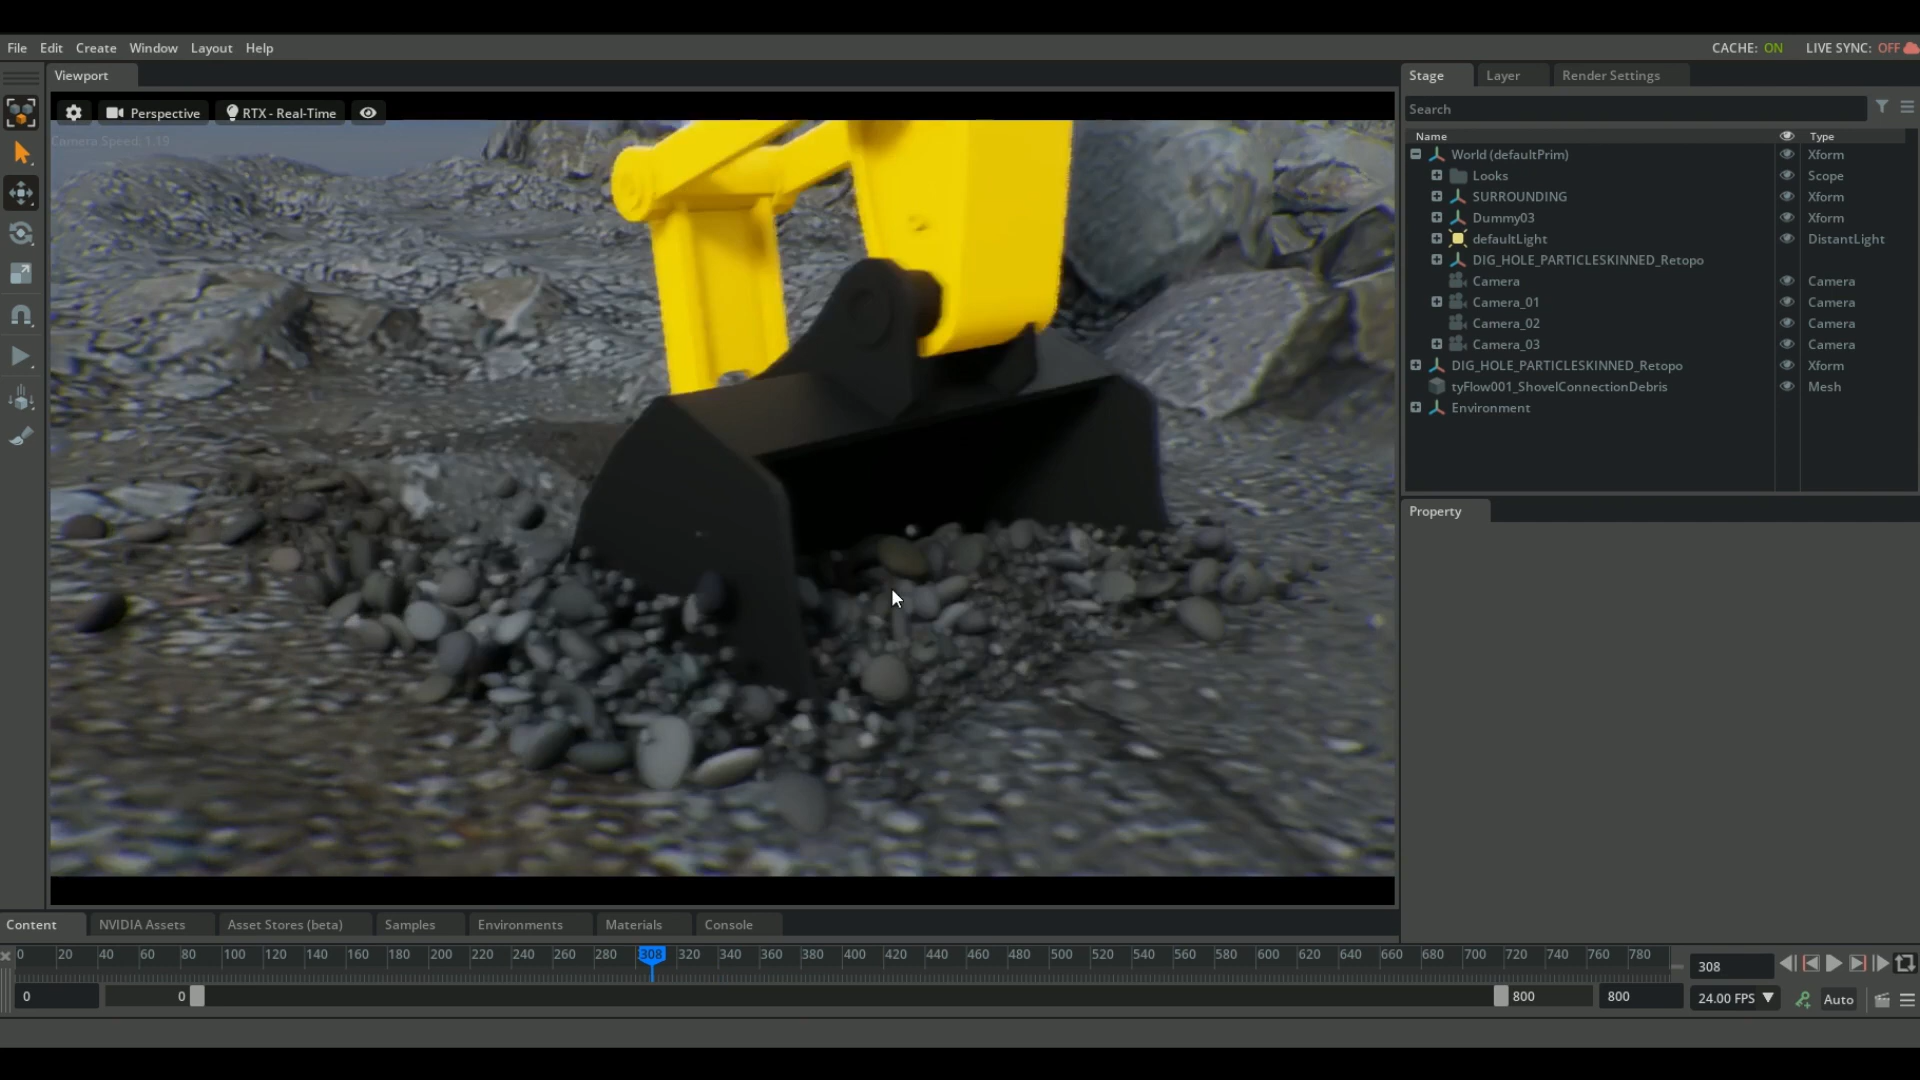 File Edit Create Window Layout Help
CACHE: ON LIVE SYNC: OFF
Viewport
Stage Layer Render Settings
Perspective RTX - Real-Time
Camera Speed: 1.19
Search
Name Type
World (defaultPrim) Xform
Looks Scope
SURROUNDING Xform
Dummy03 Xform
defaultLight DistantLight
DIG_HOLE_PARTICLESKINNED_Retopo
Camera Camera
Camera_01 Camera
Camera_02 Camera
Camera_03 Camera
DIG_HOLE_PARTICLESKINNED_Retopo Xform
tyFlow001_ShovelConnectionDebris Mesh
Environment
Property
Content NVIDIA Assets Asset Stores (beta) Samples Environments Materials Console
0 20 40 60 80 100 120 140 160 180 200 220 240 260 280 308 320 340 360 380 400 420 440 460 480 500 520 540 560 580 600 620 640 660 680 700 720 740 760 780
308
0 0 800 800 24.00 FPS Auto